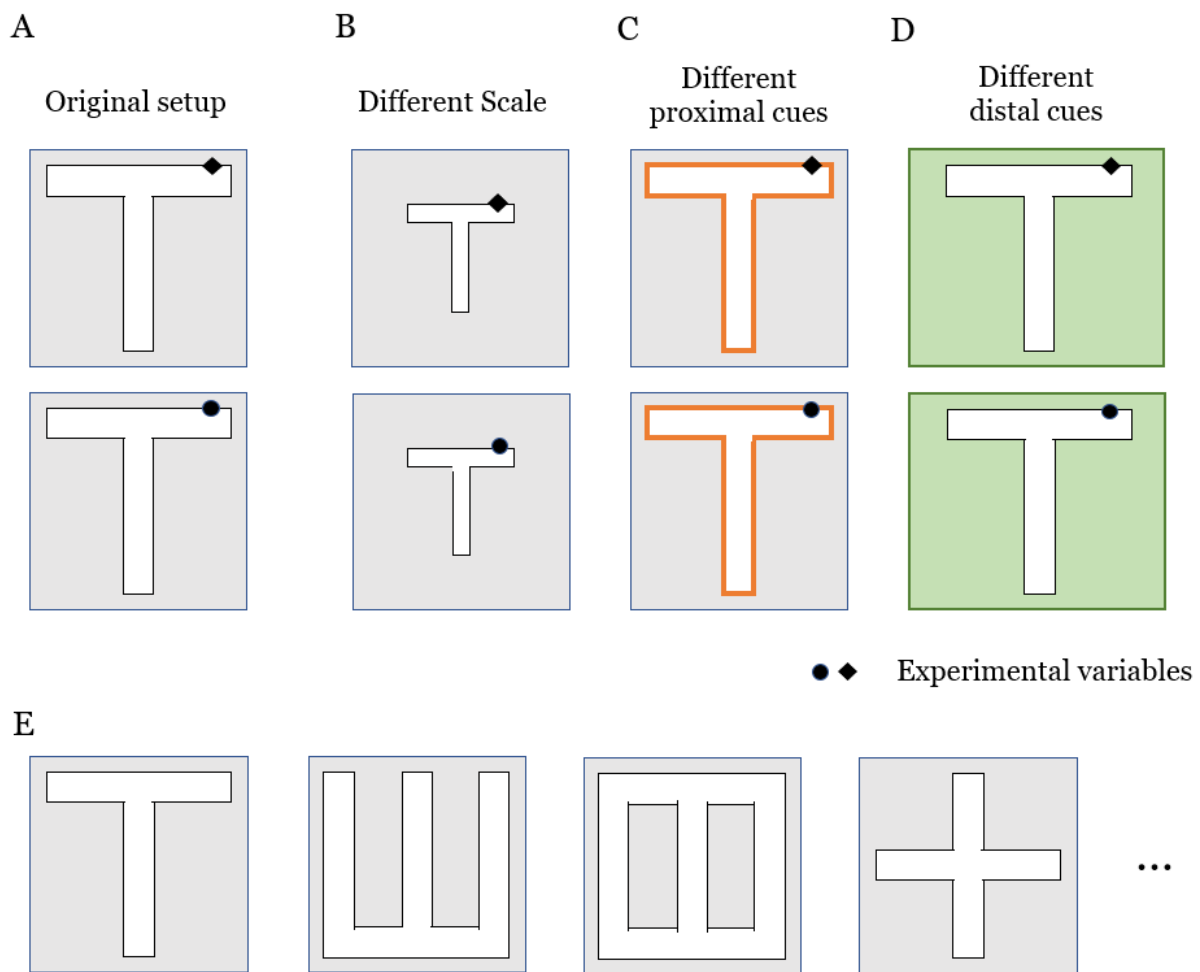 A
B
C
D
Original setup
Different Scale
Different
proximal cues
Different
distal cues
Experimental variables
E
...